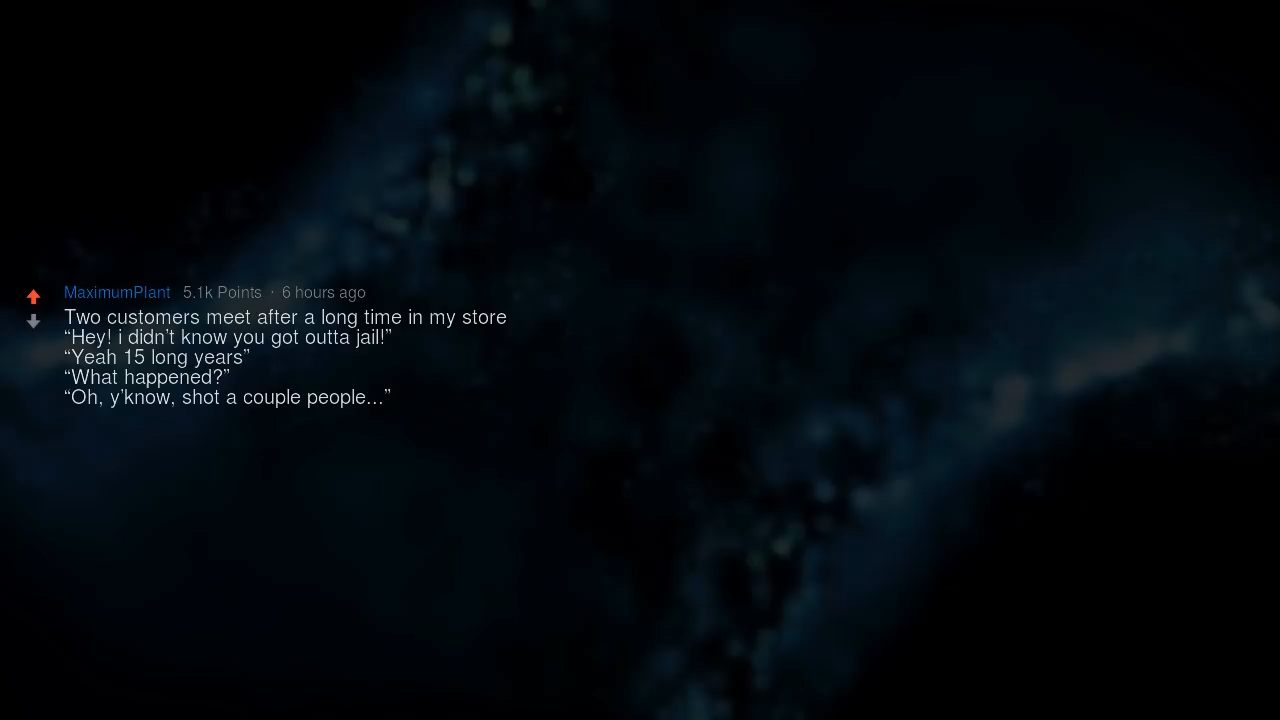 MaximumPlant 5.1k Points · 6 hours ago
Two customers meet after a long time in my store
“Hey! i didn’t know you got outta jail!”
“Yeah 15 long years”
“What happened?”
“Oh, y’know, shot a couple people...”